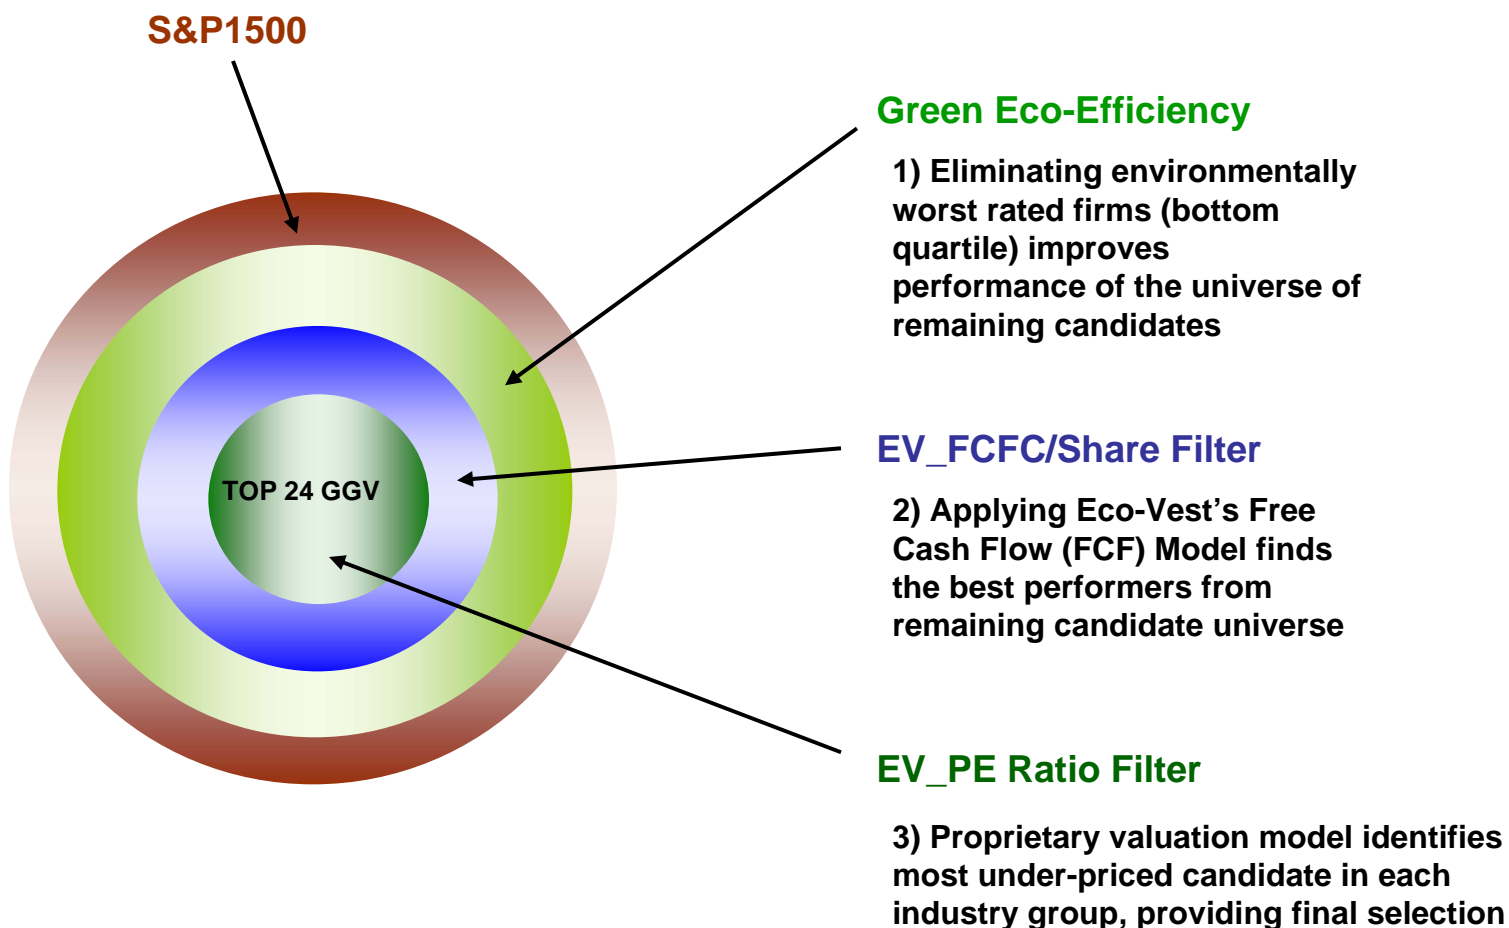 S&P1500
Green Eco-Efficiency
1) Eliminating environmentally
worst rated firms (bottom
quartile) improves
performance of the universe of
remaining candidates
EV_FCFC/Share Filter
2) Applying Eco-Vest's Free
Cash Flow (FCF) Model finds
the best performers from
remaining candidate universe
TOP 24 GGV
EV_PE Ratio Filter
3) Proprietary valuation model identifies
most under-priced candidate in each
industry group, providing final selection